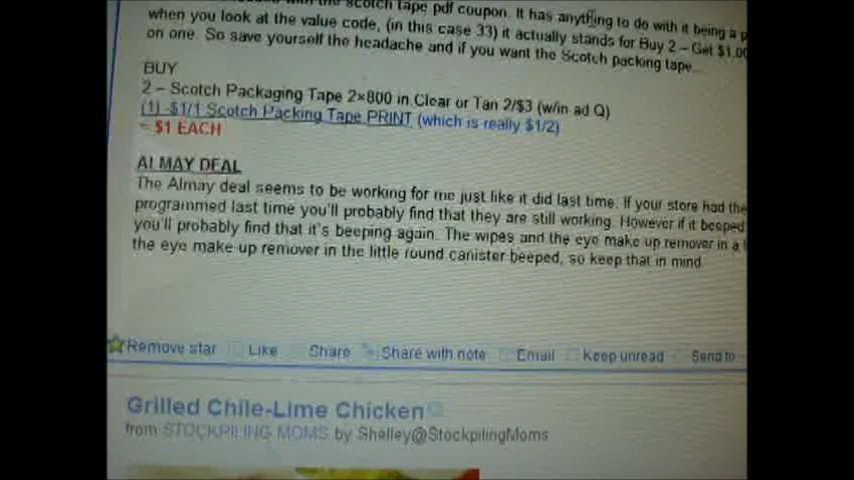 the scotch tape pdf coupon. It has anything to do with it being a p
when you look at the value code, (in this case 33) it actually stands for Buy 2 – Get $1.00
on one. So save yourself the headache and if you want the Scotch packing tape...
BUY
2 – Scotch Packaging Tape 2×800 in Clear or Tan 2/$3 (w/in ad Q)
(1) -$1/1 Scotch Packing Tape PRINT (which is really $1/2)
= $1 EACH
ALMAY DEAL
The Almay deal seems to be working for me just like it did last time. If your store had the
programmed last time you'll probably find that they are still working. However if it beeped
you'll probably find that it's beeping again. The wipes and the eye make up remover in a
the eye make-up remover in the little round canister beeped, so keep that in mind
Remove star Like Share Share with note Email Keep unread Send to
Grilled Chile-Lime Chicken
from STOCKPILING MOMS by Shelley@StockpilingMoms